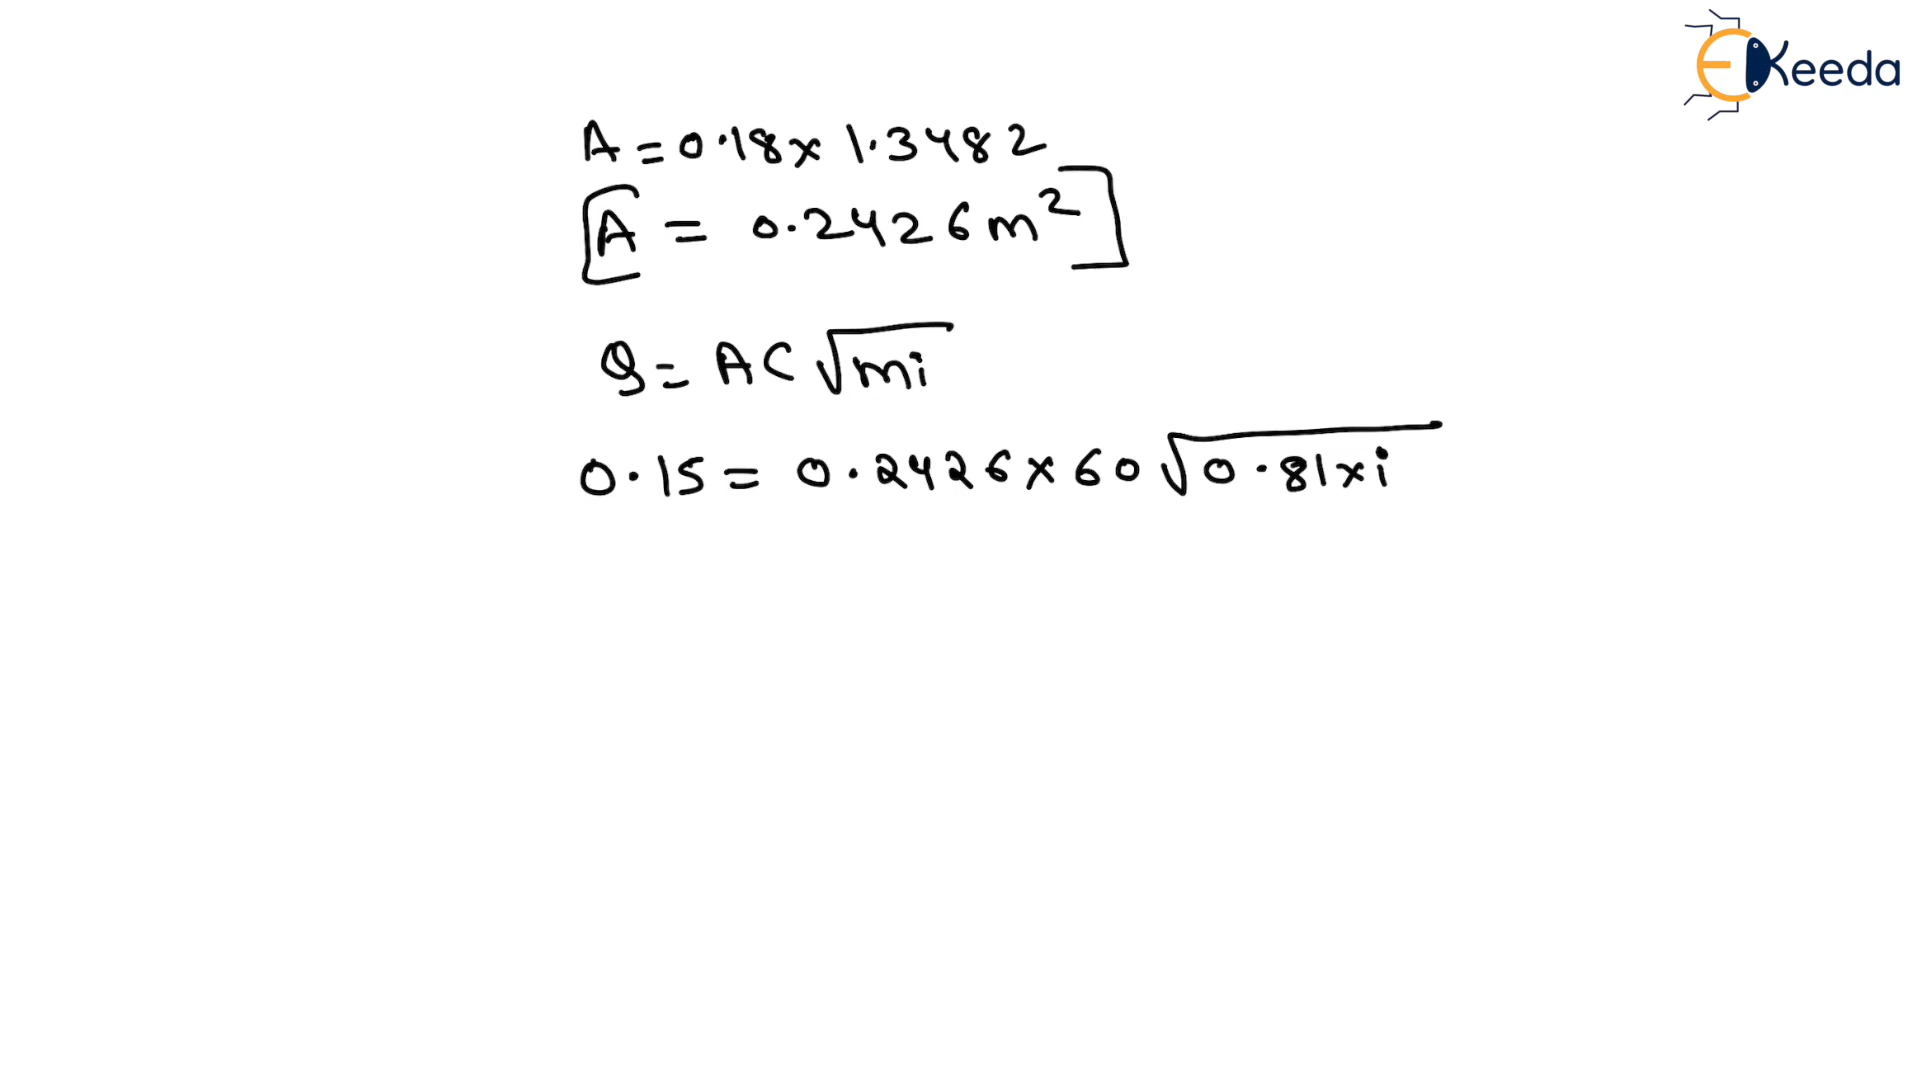 EKeeda
A = 0.18 × 1.3482
[A = 0.2426 m²]
Q = AC √mi
0.15 = 0.2426 × 60 √0.81 × i